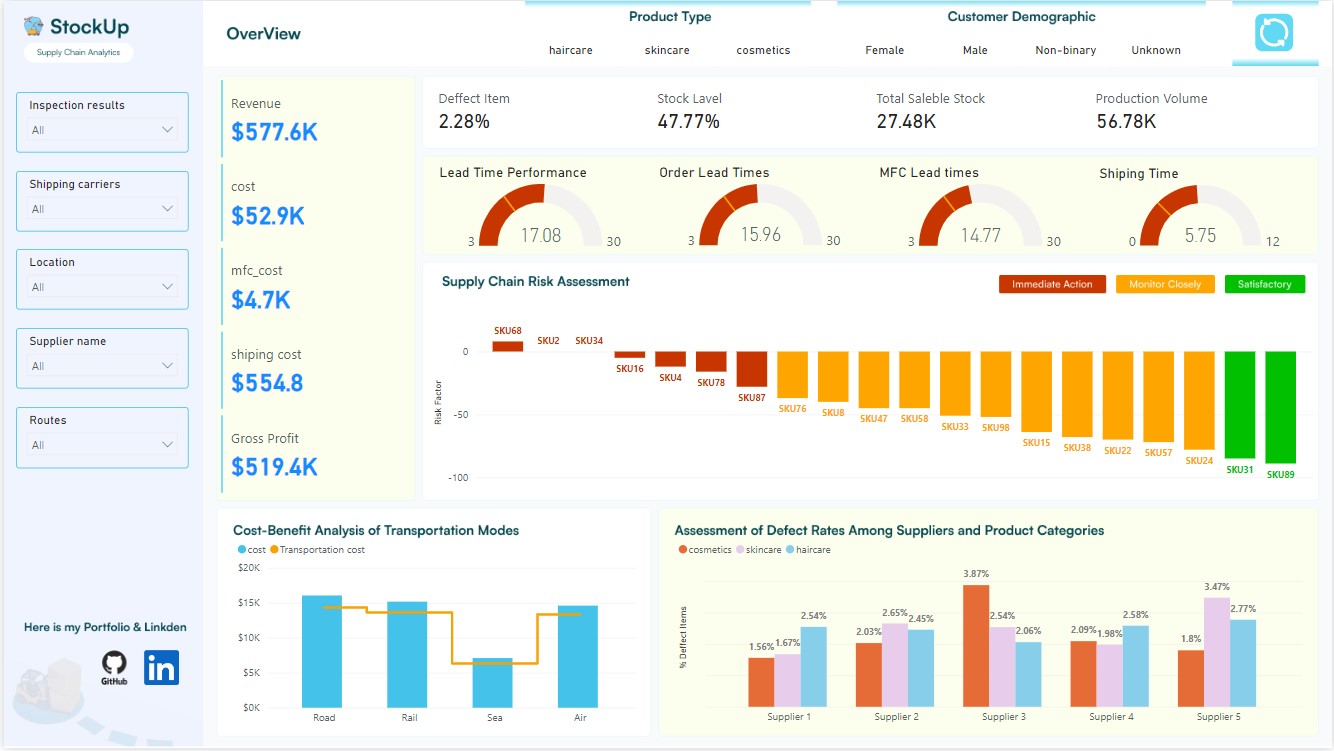 StockUp
Supply Chain Analytics
Inspection results
All
Shipping carriers
All
Location
All
Supplier name
All
Routes
All
Here is my Portfolio & Linkden
GitHub
in
OverView
Product Type
haircare skincare cosmetics
Customer Demographic
Female Male Non-binary Unknown
Revenue
$577.6K
cost
$52.9K
mfc_cost
$4.7K
shiping cost
$554.8
Gross Profit
$519.4K
Deffect Item
2.28%
Stock Lavel
47.77%
Total Saleble Stock
27.48K
Production Volume
56.78K
Lead Time Performance
3 17.08 30
Order Lead Times
3 15.96 30
MFC Lead times
3 14.77 30
Shiping Time
0 5.75 12
Supply Chain Risk Assessment
Immediate Action Monitor Closely Satisfactory
Risk Factor
0
-50
-100
SKU68
SKU2
SKU34
SKU16
SKU4
SKU78
SKU87
SKU76
SKU8
SKU47
SKU58
SKU33
SKU98
SKU15
SKU38
SKU22
SKU57
SKU24
SKU31
SKU89
Cost-Benefit Analysis of Transportation Modes
cost Transportation cost
$20K
$15K
$10K
$5K
$0K
Road Rail Sea Air
Assessment of Defect Rates Among Suppliers and Product Categories
cosmetics skincare haircare
% Deffect Items
1.56% 1.67% 2.54%
2.03% 2.65% 2.45%
3.87% 2.54% 2.06%
2.09% 1.98% 2.58%
1.8% 3.47% 2.77%
Supplier 1 Supplier 2 Supplier 3 Supplier 4 Supplier 5